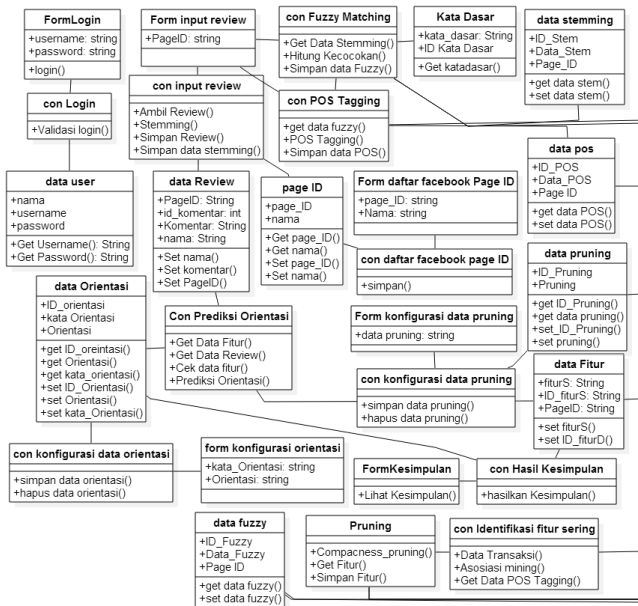 FormLogin
+username: string
+password: string
+login()
con Login
+Validasi login()
data user
+nama
+username
+password
+Get Username(): String
+Get Password(): String
Form input review
+PageID: string
con input review
+Ambil Review()
+Stemming()
+Simpan Review()
+Simpan data stemming()
con Fuzzy Matching
+Get Data Stemming()
+Hitung Kecocokan()
+Simpan data Fuzzy()
Kata Dasar
+kata_dasar: String
+ID Kata Dasar
+Get katadasar()
data stemming
+ID_Stem
+Data_Stem
+Page_ID
+get data stem()
+set data stem()
con POS Tagging
+get data fuzzy()
+POS Tagging()
+Simpan data POS()
data pos
+ID_POS
+Data_POS
+Page ID
+get data POS()
+set data POS()
data Review
+PageID: String
+id_komentar: int
+Komentar: String
+nama: String
+Set nama()
+Set komentar()
+Set PageID()
page ID
+page_ID
+nama
+Get page_ID()
+Get nama()
+Set page_ID()
+Set nama()
Form daftar facebook Page ID
+page_ID: string
+Nama: string
con daftar facebook page ID
+simpan()
data pruning
+ID_Pruning
+Pruning
+get ID_Pruning()
+get data pruning()
+set_ID_Pruning()
+set pruning()
data Orientasi
+ID_orientasi
+kata Orientasi
+Orientasi
+get ID_oreintasi()
+get Orientasi()
+get kata_orientasi()
+set ID_Orientasi()
+set Orientasi()
+set kata_Orientasi()
Con Prediksi Orientasi
+Get Data Fitur()
+Get Data Review()
+Cek data fitur()
+Prediksi Orientasi()
Form konfigurasi data pruning
+data pruning: string
con konfigurasi data pruning
+simpan data pruning()
+hapus data pruning()
data Fitur
+fiturS: String
+ID_fiturS: String
+PageID: String
+set fiturS()
+set ID_fiturD()
con konfigurasi data orientasi
+simpan data orientasi()
+hapus data orientasi()
form konfigurasi orientasi
+kata_Orientasi: string
+Orientasi: string
FormKesimpulan
+Lihat Kesimpulan()
con Hasil Kesimpulan
+hasilkan Kesimpulan()
data fuzzy
+ID_Fuzzy
+Data_Fuzzy
+Page ID
+get data fuzzy()
+set data fuzzy()
Pruning
+Compacness_pruning()
+Get Fitur()
+Simpan Fitur()
con Identifikasi fitur sering
+Data Transaksi()
+Asosiasi mining()
+Get Data POS Tagging()